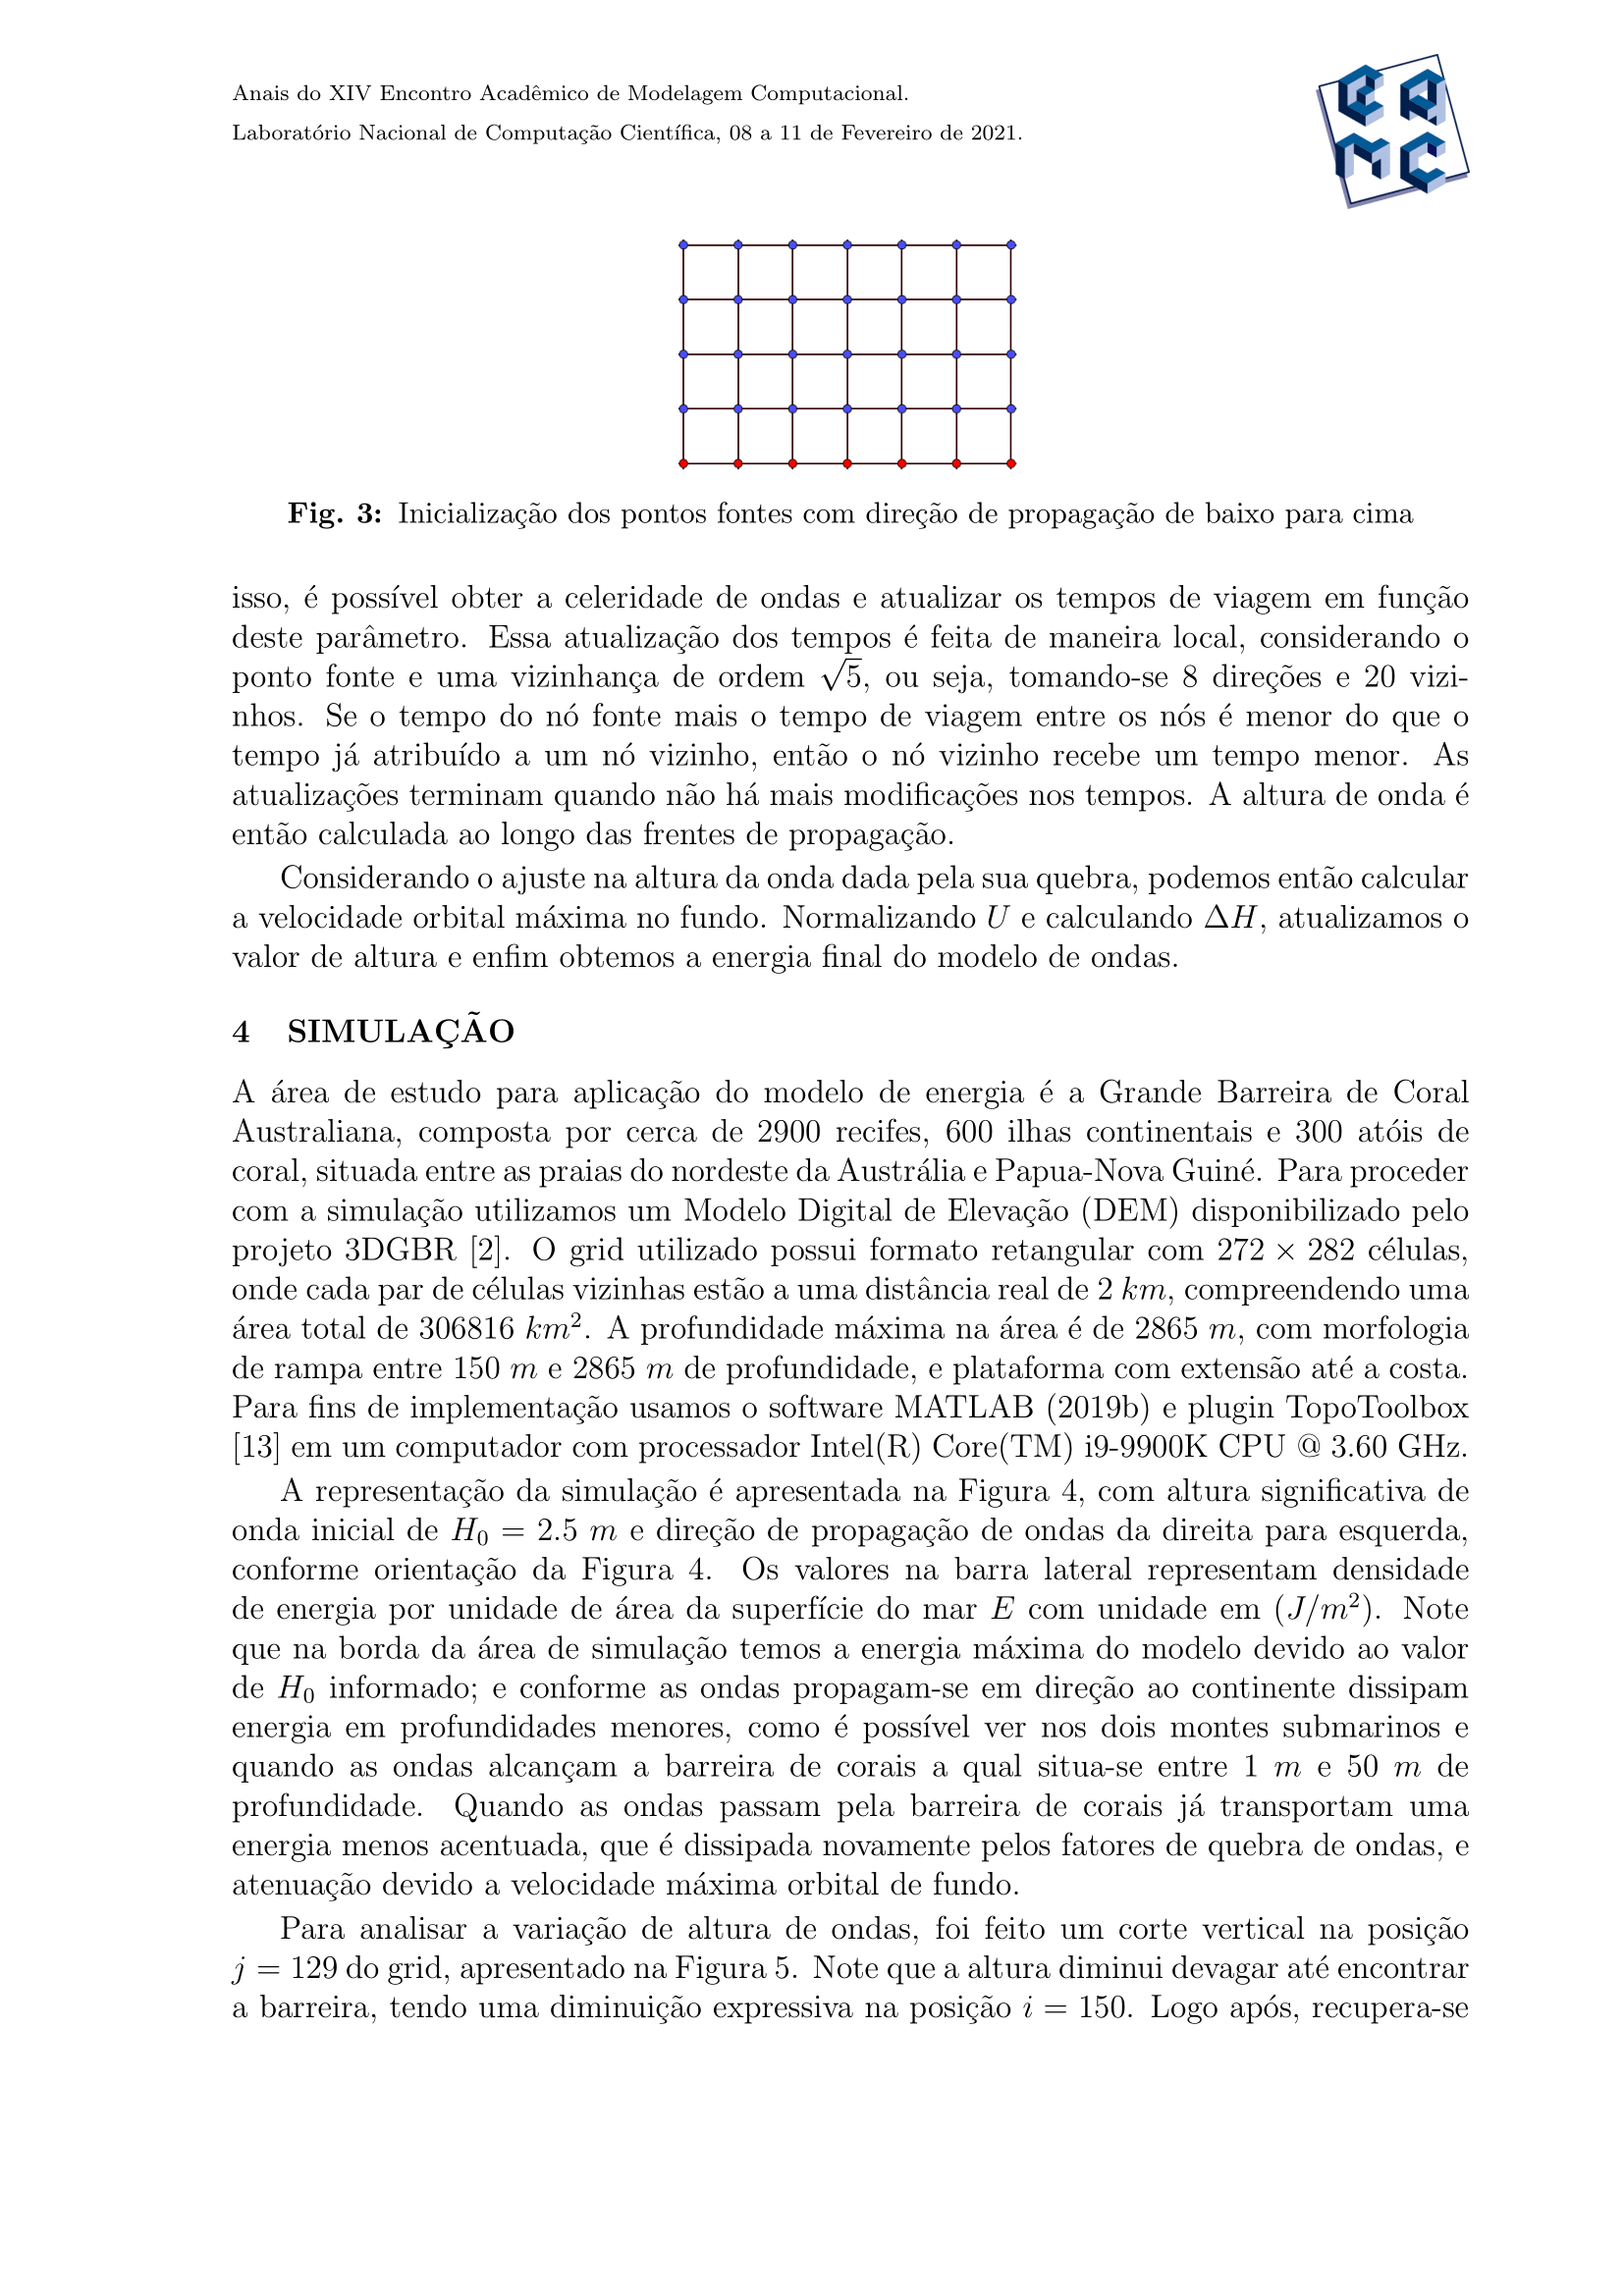 Anais do XIV Encontro Acadêmico de Modelagem Computacional.
Laboratório Nacional de Computação Científica, 08 a 11 de Fevereiro de 2021.
EA
MC
Fig. 3: Inicialização dos pontos fontes com direção de propagação de baixo para cima
isso, é possível obter a celeridade de ondas e atualizar os tempos de viagem em função
deste parâmetro. Essa atualização dos tempos é feita de maneira local, considerando o
ponto fonte e uma vizinhança de ordem √5, ou seja, tomando-se 8 direções e 20 vizi-
nhos. Se o tempo do nó fonte mais o tempo de viagem entre os nós é menor do que o
tempo já atribuído a um nó vizinho, então o nó vizinho recebe um tempo menor. As
atualizações terminam quando não há mais modificações nos tempos. A altura de onda é
então calculada ao longo das frentes de propagação.
Considerando o ajuste na altura da onda dada pela sua quebra, podemos então calcular
a velocidade orbital máxima no fundo. Normalizando U e calculando ΔH, atualizamos o
valor de altura e enfim obtemos a energia final do modelo de ondas.
4 SIMULAÇÃO
A área de estudo para aplicação do modelo de energia é a Grande Barreira de Coral
Australiana, composta por cerca de 2900 recifes, 600 ilhas continentais e 300 atóis de
coral, situada entre as praias do nordeste da Austrália e Papua-Nova Guiné. Para proceder
com a simulação utilizamos um Modelo Digital de Elevação (DEM) disponibilizado pelo
projeto 3DGBR [2]. O grid utilizado possui formato retangular com 272 × 282 células,
onde cada par de células vizinhas estão a uma distância real de 2 km, compreendendo uma
área total de 306816 km². A profundidade máxima na área é de 2865 m, com morfologia
de rampa entre 150 m e 2865 m de profundidade, e plataforma com extensão até a costa.
Para fins de implementação usamos o software MATLAB (2019b) e plugin TopoToolbox
[13] em um computador com processador Intel(R) Core(TM) i9-9900K CPU @ 3.60 GHz.
A representação da simulação é apresentada na Figura 4, com altura significativa de
onda inicial de H₀ = 2.5 m e direção de propagação de ondas da direita para esquerda,
conforme orientação da Figura 4. Os valores na barra lateral representam densidade
de energia por unidade de área da superfície do mar E com unidade em (J/m²). Note
que na borda da área de simulação temos a energia máxima do modelo devido ao valor
de H₀ informado; e conforme as ondas propagam-se em direção ao continente dissipam
energia em profundidades menores, como é possível ver nos dois montes submarinos e
quando as ondas alcançam a barreira de corais a qual situa-se entre 1 m e 50 m de
profundidade. Quando as ondas passam pela barreira de corais já transportam uma
energia menos acentuada, que é dissipada novamente pelos fatores de quebra de ondas, e
atenuação devido a velocidade máxima orbital de fundo.
Para analisar a variação de altura de ondas, foi feito um corte vertical na posição
j = 129 do grid, apresentado na Figura 5. Note que a altura diminui devagar até encontrar
a barreira, tendo uma diminuição expressiva na posição i = 150. Logo após, recupera-se